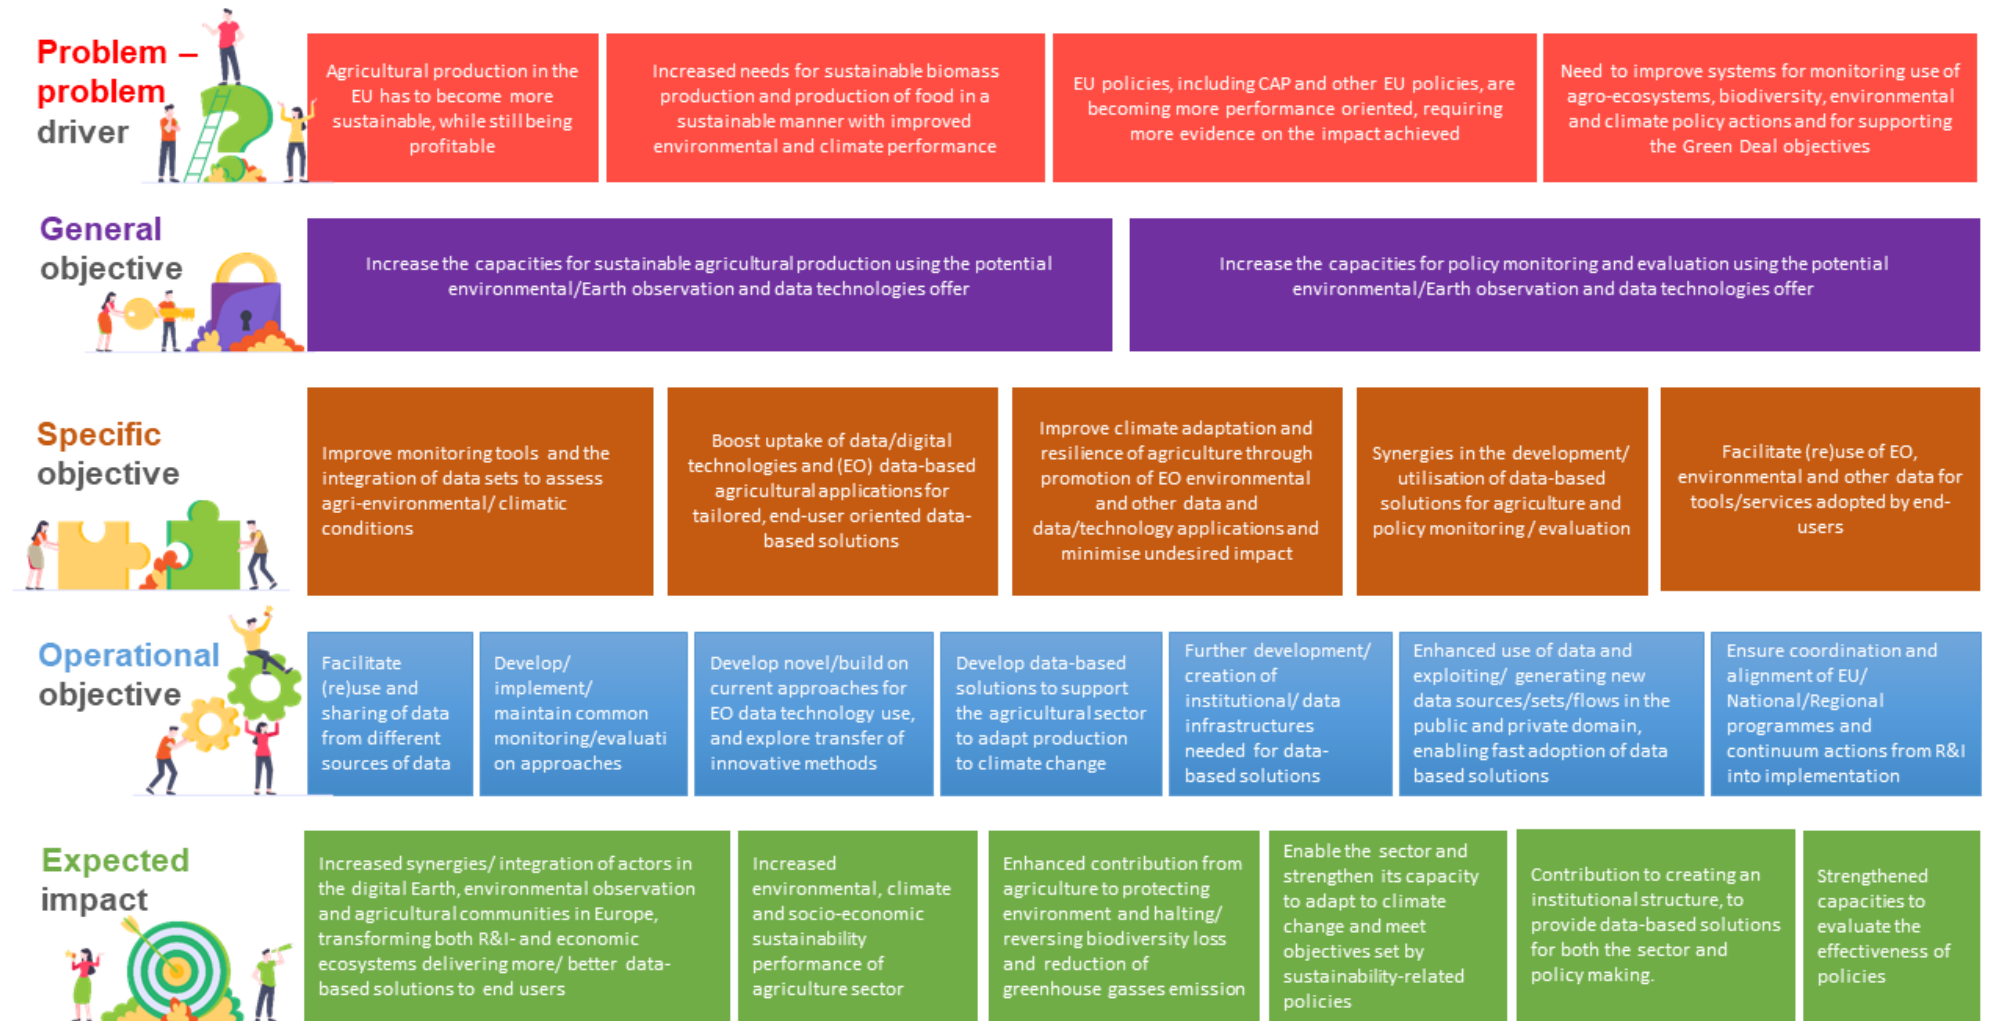 Problem –
problem
driver
Agricultural production in the
EU has to become more
sustainable, while still being
profitable
Increased needs for sustainable biomass
production and production of food in a
sustainable manner with improved
environmental and climate performance
EU policies, including CAP and other EU policies, are
becoming more performance oriented, requiring
more evidence on the impact achieved
Need to improve systems for monitoring use of
agro-ecosystems, biodiversity, environmental
and climate policy actions and for supporting
the Green Deal objectives
General
objective
Increase the capacities for sustainable agricultural production using the potential
environmental/Earth observation and data technologies offer
Increase the capacities for policy monitoring and evaluation using the potential
environmental/Earth observation and data technologies offer
Specific
objective
Improve monitoring tools and the
integration of data sets to assess
agri-environmental/ climatic
conditions
Boost uptake of data/digital
technologies and (EO) data-based
agricultural applications for
tailored, end-user oriented data-
based solutions
Improve climate adaptation and
resilience of agriculture through
promotion of EO environmental
and other data and
data/technology applications and
minimise undesired impact
Synergies in the development/
utilisation of data-based
solutions for agriculture and
policy monitoring / evaluation
Facilitate (re)use of EO,
environmental and other data for
tools/services adopted by end-
users
Operational
objective
Facilitate
(re)use and
sharing of data
from different
sources of data
Develop/
implement/
maintain common
monitoring/evaluati
on approaches
Develop novel/build on
current approaches for
EO data technology use,
and explore transfer of
innovative methods
Develop data-based
solutions to support
the agricultural sector
to adapt production
to climate change
Further development/
creation of
institutional/ data
infrastructures
needed for data-
based solutions
Enhanced use of data and
exploiting/ generating new
data sources/sets/flows in the
public and private domain,
enabling fast adoption of data
based solutions
Ensure coordination and
alignment of EU/
National/Regional
programmes and
continuum actions from R&I
into implementation
Expected
impact
Increased synergies/ integration of actors in
the digital Earth, environmental observation
and agricultural communities in Europe,
transforming both R&I- and economic
ecosystems delivering more/ better data-
based solutions to end users
Increased
environmental, climate
and socio-economic
sustainability
performance of
agriculture sector
Enhanced contribution from
agriculture to protecting
environment and halting/
reversing biodiversity loss
and reduction of
greenhouse gasses emission
Enable the sector and
strengthen its capacity
to adapt to climate
change and meet
objectives set by
sustainability-related
policies
Contribution to creating an
institutional structure, to
provide data-based solutions
for both the sector and
policy making.
Strengthened
capacities to
evaluate the
effectiveness of
policies